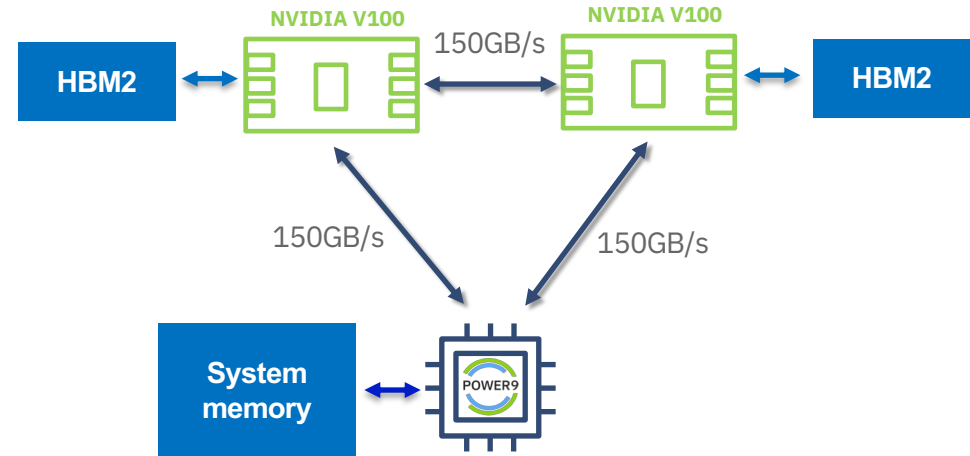 NVIDIA V100
NVIDIA V100
150GB/s
HBM2
HBM2
150GB/s
150GB/s
System
memory
POWER9